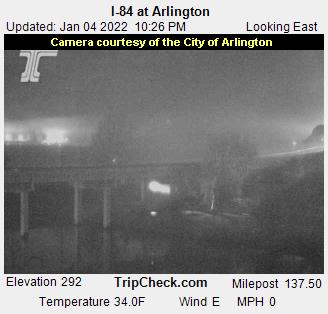 I-84 at Arlington
Updated: Jan 04 2022 10:26 PM Looking East
Camera courtesy of the City of Arlington
Elevation 292 TripCheck.com Milepost 137.50
Temperature 34.0F Wind E MPH 0